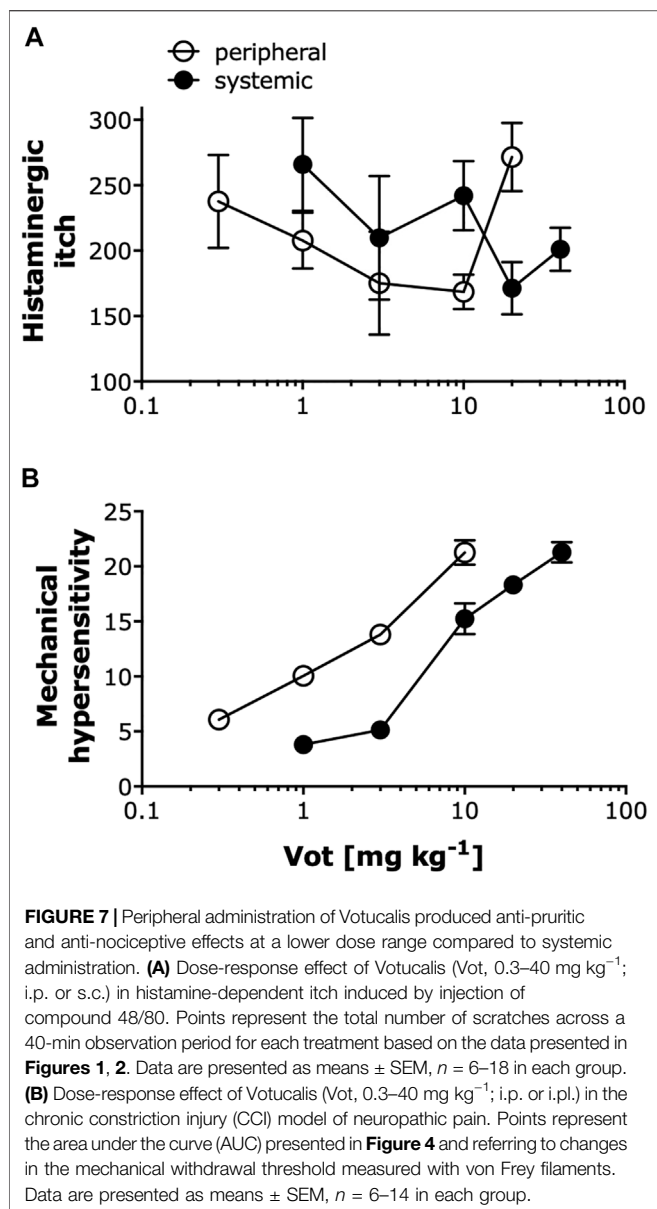 A
peripheral
systemic
Histaminergic
itch
300
250
200
150
100
0.1
1
10
100
B
Mechanical
hypersensitivity
25
20
15
10
5
0
0.1
1
10
100
Vot [mg kg⁻¹]
FIGURE 7 | Peripheral administration of Votucalis produced anti-pruritic
and anti-nociceptive effects at a lower dose range compared to systemic
administration. (A) Dose-response effect of Votucalis (Vot, 0.3–40 mg kg⁻¹;
i.p. or s.c.) in histamine-dependent itch induced by injection of
compound 48/80. Points represent the total number of scratches across a
40-min observation period for each treatment based on the data presented in
Figures 1, 2. Data are presented as means ± SEM, n = 6–18 in each group.
(B) Dose-response effect of Votucalis (Vot, 0.3–40 mg kg⁻¹; i.p. or i.pl.) in the
chronic constriction injury (CCI) model of neuropathic pain. Points represent
the area under the curve (AUC) presented in Figure 4 and referring to changes
in the mechanical withdrawal threshold measured with von Frey filaments.
Data are presented as means ± SEM, n = 6–14 in each group.